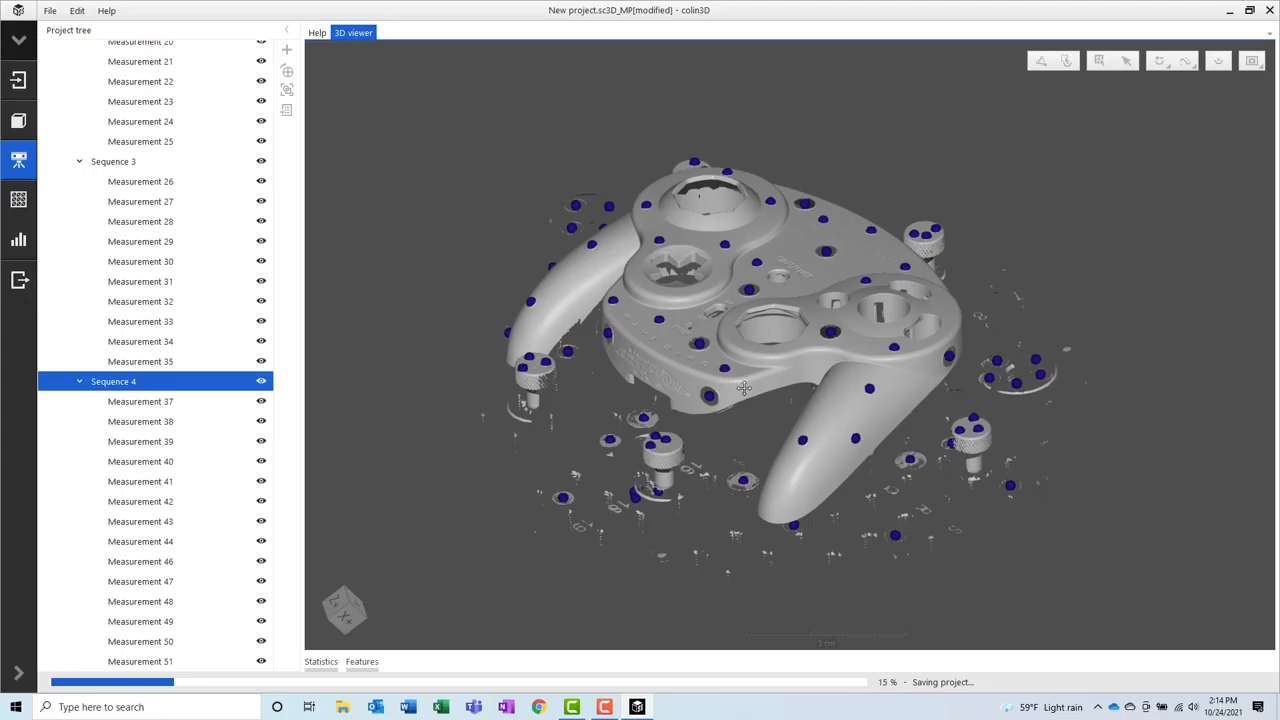 File Edit Help
New project.sc3D_MP[modified] - colin3D
Project tree
Help 3D viewer
Measurement 20
Measurement 21
Measurement 22
Measurement 23
Measurement 24
Measurement 25
Sequence 3
Measurement 26
Measurement 27
Measurement 28
Measurement 29
Measurement 30
Measurement 31
Measurement 32
Measurement 33
Measurement 34
Measurement 35
Sequence 4
Measurement 37
Measurement 38
Measurement 39
Measurement 40
Measurement 41
Measurement 42
Measurement 43
Measurement 44
Measurement 46
Measurement 47
Measurement 48
Measurement 49
Measurement 50
Measurement 51
Z+ X+
3 cm
Statistics Features
15 % - Saving project...
Type here to search
59°F Light rain
2:14 PM
10/24/2021